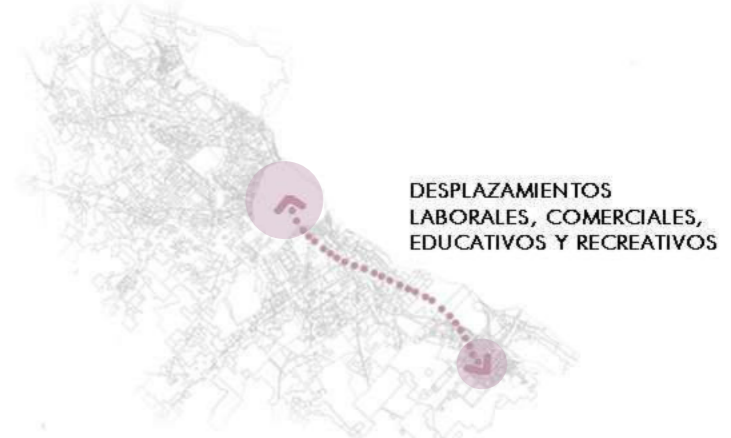 DESPLAZAMIENTOS
LABORALES, COMERCIALES,
EDUCATIVOS Y RECREATIVOS